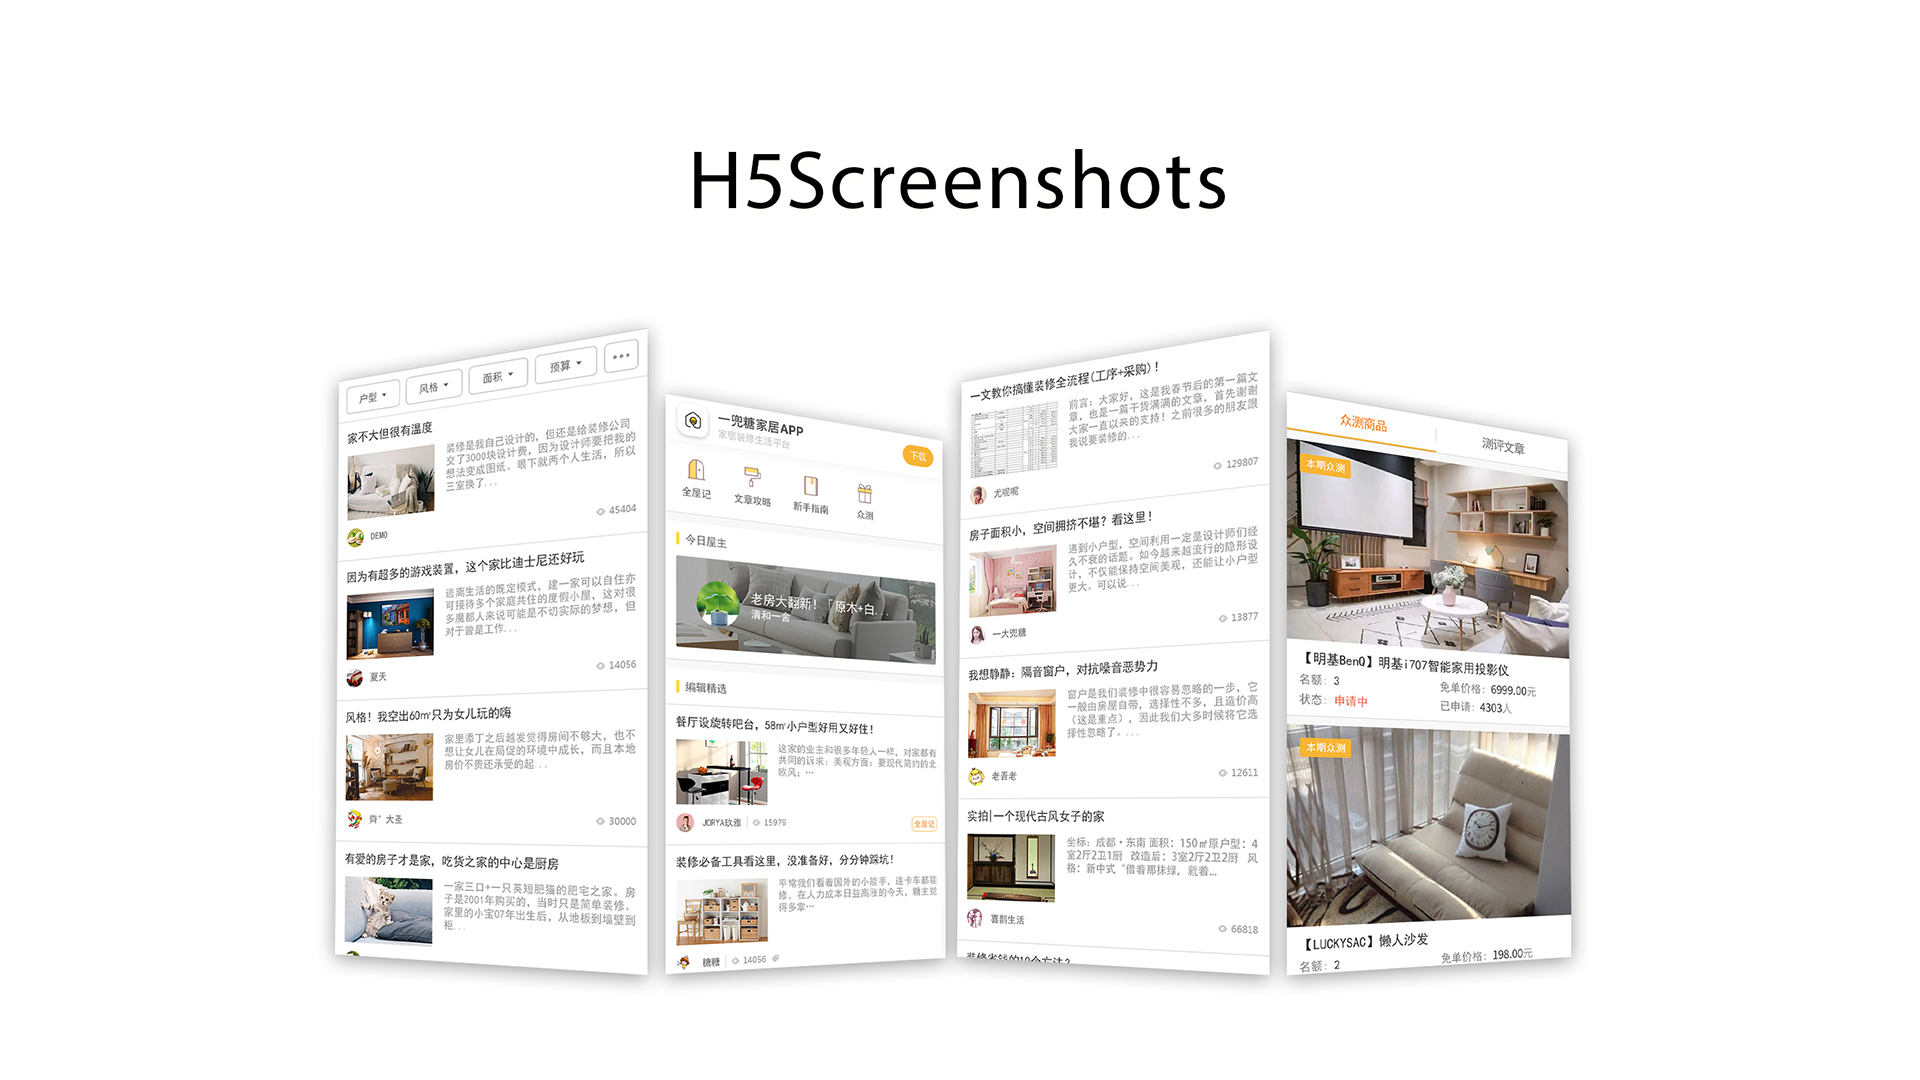 H5Screenshots
户型
风格
面积
预算
家不大但很有温度
装修是我自己设计的，但还是给装修公司
交了3000块设计费，因为设计师要把我的
想法变成图纸。眼下就两个人生活，所以
三室换了...
45404
DEMO
因为有超多的游戏装置，这个家比迪士尼还好玩
逃离生活的既定模式，建一家可以自住亦
可接待多个家庭共住的度假小屋，这对很
多魔都人来说可能是不切实际的梦想，但
对于曾是工作...
14056
夏天
风格！我空出60㎡只为女儿玩的嗨
家里添丁之后越发觉得房间不够大，也不
想让女儿在局促的环境中成长，而且本地
房价不贵还承受的起...
30000
齊°大圣
有爱的房子才是家，吃货之家的中心是厨房
一家三口+一只英短肥猫的肥宅之家。房
子是2001年购买的，当时只是简单装修。
家里的小宝07年出生后，从地板到墙壁到
柜...
一兜糖家居APP
家居装修生活平台
下载
全屋记
文章攻略
新手指南
众测
今日屋主
老房大翻新！「原木+白...
清和一舍
编辑精选
餐厅设旋转吧台，58㎡小户型好用又好住！
这家的业主和很多年轻人一样，对家都有
共同的诉求：美观方面：要现代简约的北
欧风；…
JORYA玖雅
15979
全屋记
装修必备工具看这里，没准备好，分分钟踩坑！
平常我们看着国外的小能手，连卡车都能
修。在人力成本日益高涨的今天，糖主觉
得多掌…
糖糖
14056
一文教你搞懂装修全流程(工序+采购)！
前言：大家好，这是我春节后的第一篇文
章，也是一篇干货满满的文章，首先谢谢
大家一直以来的支持！之前很多的朋友跟
我说要装修的...
129807
尤呢呢
房子面积小，空间拥挤不堪？看这里！
遇到小户型，空间利用一定是设计师们经
久不衰的话题。如今越来越流行的隐形设
计，不仅能保持空间美观，还能让小户型
更大。可以说...
13877
一大兜糖
我想静静：隔音窗户，对抗噪音恶势力
窗户是我们装修中很容易忽略的一步，它
一般由房屋自带，选择性不多，且造价高
（这是重点），因此我们大多时候将它选
择性忽略了。...
12611
老吾老
实拍|一个现代古风女子的家
坐标：成都·东南 面积：150㎡原户型：4
室2厅2卫1厨 改造后：3室2厅2卫2厨 风
格：新中式 “借着那抹绿，就着...
66818
喜鹊生活
装修省钱的10个方法？
众测商品
测评文章
本期众测
【明基BenQ】明基i707智能家用投影仪
名额：3
免单价格：6999.00元
状态：申请中
已申请：4303人
本期众测
【LUCKYSAC】懒人沙发
名额：2
免单价格：198.00元